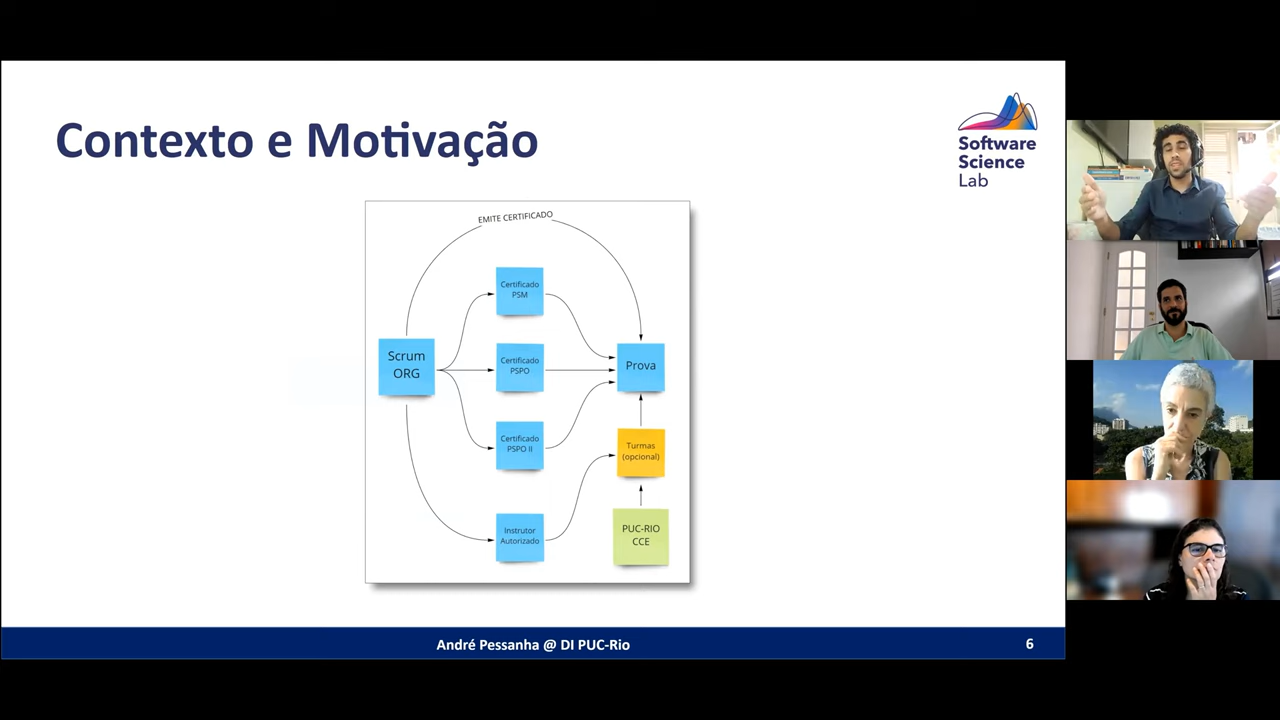 Contexto e Motivação
Software
Science
Lab
EMITE CERTIFICADO
Certificado
PSM
Scrum
ORG
Certificado
PSPO
Prova
Certificado
PSPO II
Turmas
(opcional)
Instrutor
Autorizado
PUC-RIO
CCE
André Pessanha @ DI PUC-Rio
6